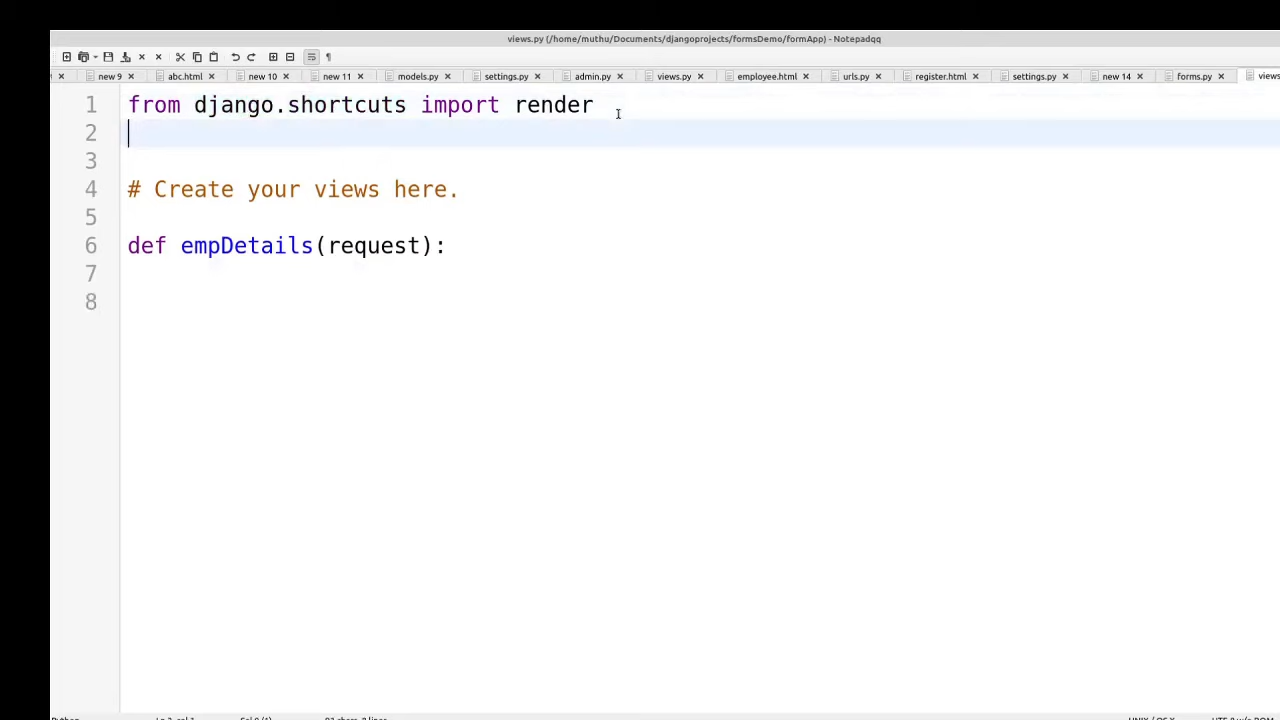 views.py (/home/muthu/Documents/djangoprojects/formsDemo/formApp) - Notepadqq
new 9 abc.html new 10 new 11 models.py settings.py admin.py views.py employee.html urls.py register.html settings.py new 14 forms.py views
1 from django.shortcuts import render
2
3
4 # Create your views here.
5
6 def empDetails(request):
7
8